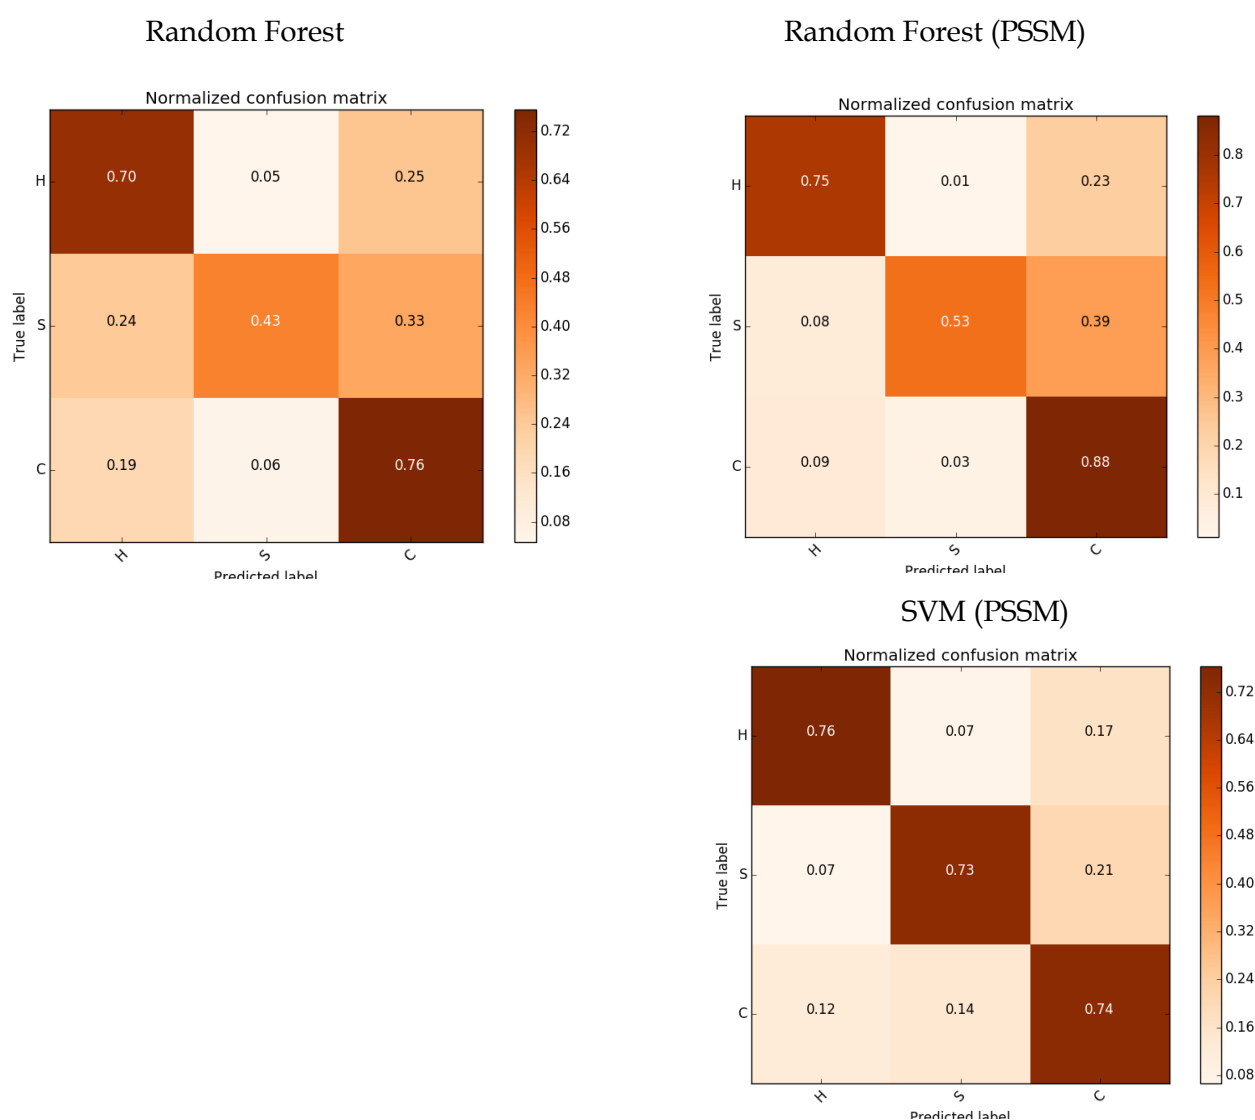 Random Forest
Normalized confusion matrix
H 0.70 0.05 0.25
S 0.24 0.43 0.33
C 0.19 0.06 0.76
H S C
True label
Predicted label
0.72
0.64
0.56
0.48
0.40
0.32
0.24
0.16
0.08
Random Forest (PSSM)
Normalized confusion matrix
H 0.75 0.01 0.23
S 0.08 0.53 0.39
C 0.09 0.03 0.88
H S C
True label
Predicted label
0.8
0.7
0.6
0.5
0.4
0.3
0.2
0.1
SVM (PSSM)
Normalized confusion matrix
H 0.76 0.07 0.17
S 0.07 0.73 0.21
C 0.12 0.14 0.74
H S C
True label
Predicted label
0.72
0.64
0.56
0.48
0.40
0.32
0.24
0.16
0.08